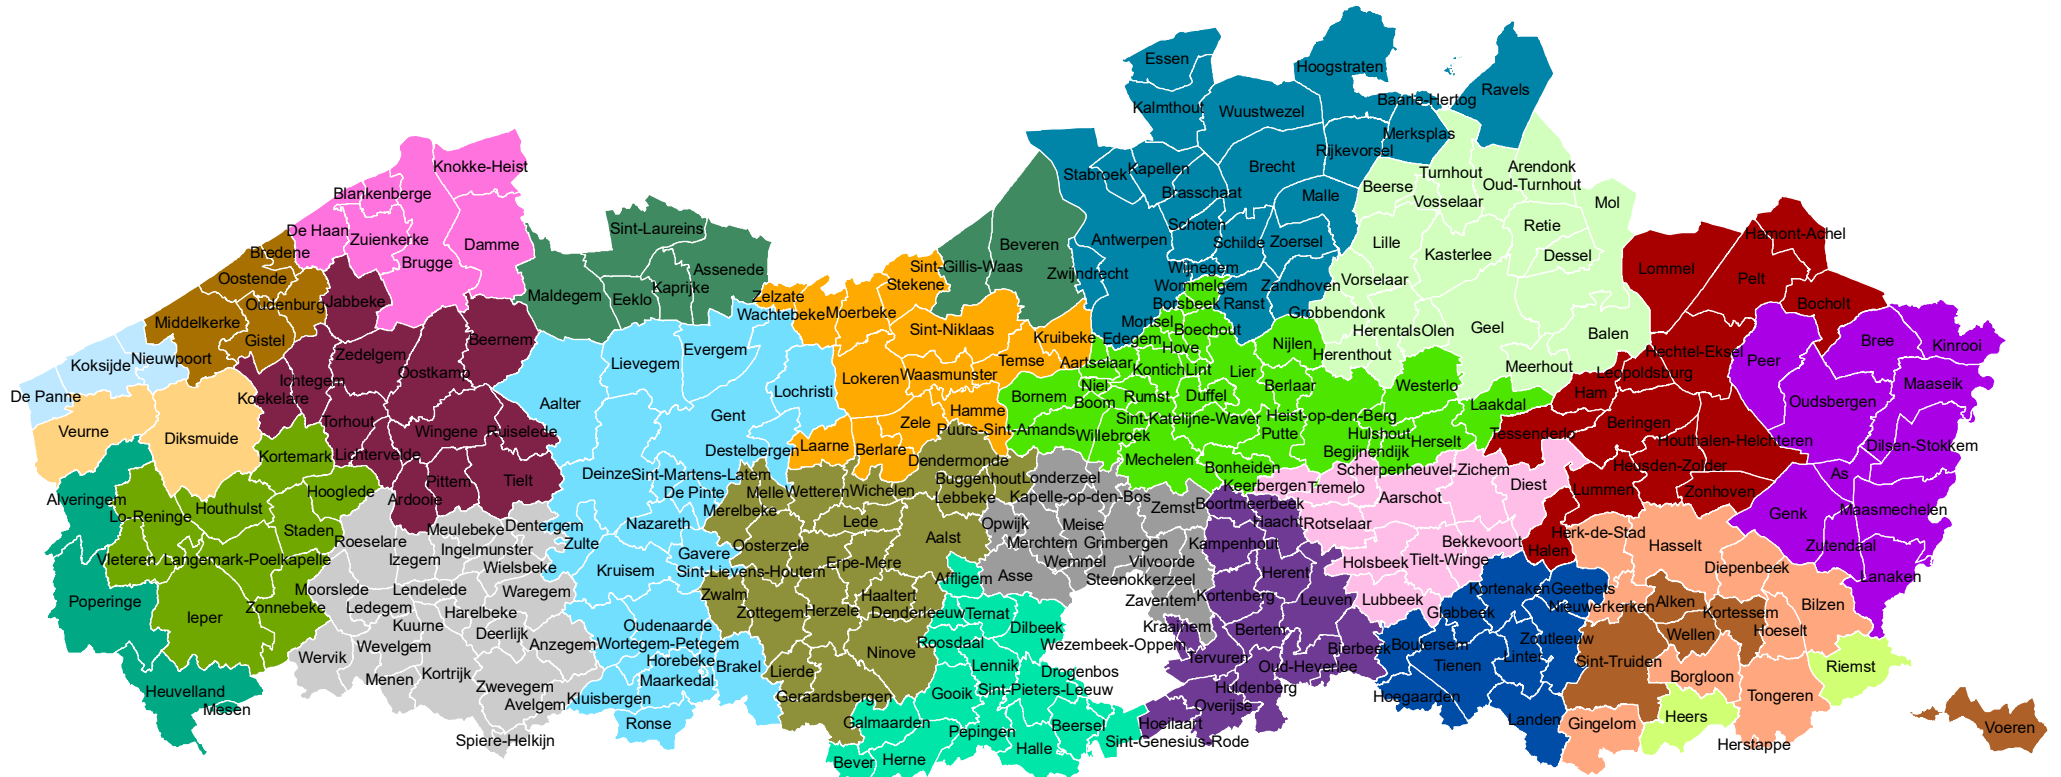 Essen
Hoogstraten
Ravels
Kalmthout
Wuustwezel
Baarle-Hertog
Merksplas
Rijkevorsel
Knokke-Heist
Kapellen
Brecht
Arendonk
Stabroek
Turnhout
Oud-Turnhout
Beerse
Blankenberge
Brasschaat
Malle
Vosselaar
Mol
De Haan
Zuienkerke
Damme
Sint-Laureins
Schoten
Retie
Hamont-Achel
Bredene
Brugge
Beveren
Antwerpen
Schilde
Zoersel
Lille
Kasterlee
Dessel
Oostende
Assenede
Sint-Gillis-Waas
Zwijndrecht
Wijnegem
Vorselaar
Lommel
Pelt
Jabbeke
Oudenburg
Maldegem
Eeklo
Kaprijke
Zelzate
Stekene
Wommelgem
Zandhoven
Bocholt
Middelkerke
Wachtebeke
Moerbeke
Borsbeek
Ranst
Grobbendonk
Gistel
Beernem
Sint-Niklaas
Kruibeke
Mortsel
Boechout
Edegem
Herentals
Olen
Geel
Balen
Koksijde
Nieuwpoort
Zedelgem
Lievegem
Evergem
Temse
Aartselaar
Hove
Nijlen
Herenthout
Hechtel-Eksel
Peer
Bree
Kinrooi
De Panne
Ichtegem
Oostkamp
Lokeren
Waasmunster
Kontich
Lint
Lier
Meerhout
Leopoldsburg
Koekelare
Aalter
Lochristi
Bornem
Niel
Boom
Rumst
Duffel
Berlaar
Westerlo
Ham
Maaseik
Veurne
Diksmuide
Torhout
Wingene
Ruiselede
Gent
Zele
Hamme
Puurs-Sint-Amands
Sint-Katelijne-Waver
Heist-op-den-Berg
Laakdal
Oudsbergen
Kortemark
Lichtervelde
Destelbergen
Laarne
Berlare
Willebroek
Putte
Hulshout
Herselt
Tessenderlo
Beringen
Houthalen-Helchteren
Dilsen-Stokkem
Begijnendijk
Dendermonde
Mechelen
Bonheiden
Scherpenheuvel-Zichem
Heusden-Zolder
As
Alveringem
Hooglede
Ardooie
Pittem
Tielt
Deinze
Sint-Martens-Latem
De Pinte
Melle
Wetteren
Wichelen
Buggenhout
Londerzeel
Keerbergen
Tremelo
Diest
Lummen
Zonhoven
Lo-Reninge
Houthulst
Merelbeke
Lebbeke
Kapelle-op-den-Bos
Zemst
Boortmeerbeek
Aarschot
Genk
Maasmechelen
Staden
Meulebeke
Dentergem
Nazareth
Lede
Opwijk
Meise
Haacht
Rotselaar
Herk-de-Stad
Roeselare
Ingelmunster
Zulte
Oosterzele
Aalst
Merchtem
Grimbergen
Kampenhout
Bekkevoort
Halen
Hasselt
Zutendaal
Vleteren
Langemark-Poelkapelle
Izegem
Wielsbeke
Gavere
Sint-Lievens-Houtem
Erpe-Mere
Wemmel
Vilvoorde
Holsbeek
Tielt-Winge
Diepenbeek
Lanaken
Poperinge
Zonnebeke
Moorslede
Lendelede
Waregem
Kruisem
Zwalm
Haaltert
Affligem
Asse
Steenokkerzeel
Herent
Kortenaken
Geetbets
Ieper
Ledegem
Kuurne
Harelbeke
Zottegem
Herzele
Denderleeuw
Ternat
Zaventem
Kortenberg
Leuven
Lubbeek
Glabbeek
Nieuwerkerken
Alken
Kortessem
Bilzen
Wevelgem
Deerlijk
Anzegem
Oudenaarde
Wortegem-Petegem
Dilbeek
Kraainem
Bertem
Wellen
Hoeselt
Wervik
Roosdaal
Wezembeek-Oppem
Bierbeek
Boutersem
Zoutleeuw
Menen
Kortrijk
Horebeke
Brakel
Ninove
Lennik
Drogenbos
Tervuren
Oud-Heverlee
Tienen
Linter
Sint-Truiden
Riemst
Heuvelland
Mesen
Zwevegem
Maarkedal
Lierde
Geraardsbergen
Gooik
Sint-Pieters-Leeuw
Huldenberg
Hoegaarden
Borgloon
Tongeren
Avelgem
Kluisbergen
Ronse
Galmaarden
Pepingen
Beersel
Hoeilaart
Overijse
Landen
Gingelom
Heers
Voeren
Spiere-Helkijn
Bever
Herne
Halle
Sint-Genesius-Rode
Herstappe